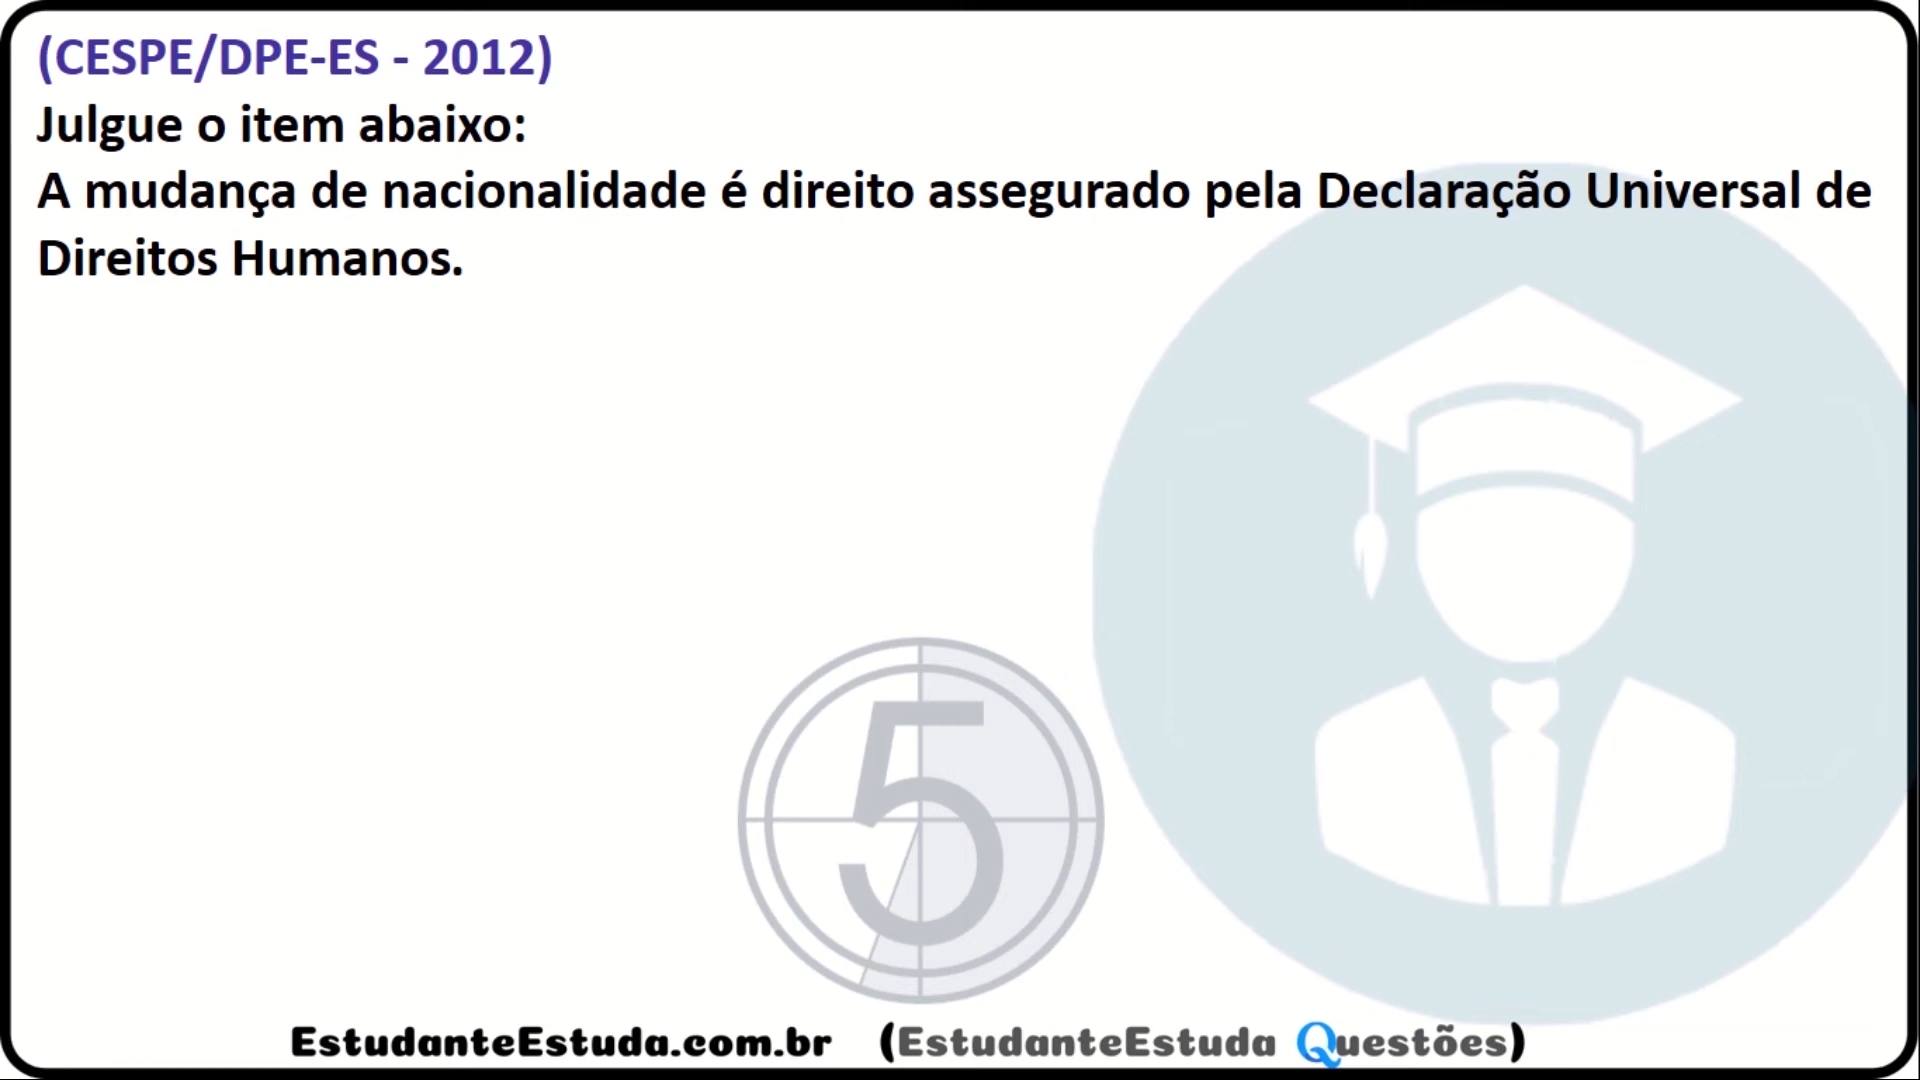 (CESPE/DPE-ES - 2012)
Julgue o item abaixo:
A mudança de nacionalidade é direito assegurado pela Declaração Universal de
Direitos Humanos.
5
EstudanteEstuda.com.br (EstudanteEstuda Questões)